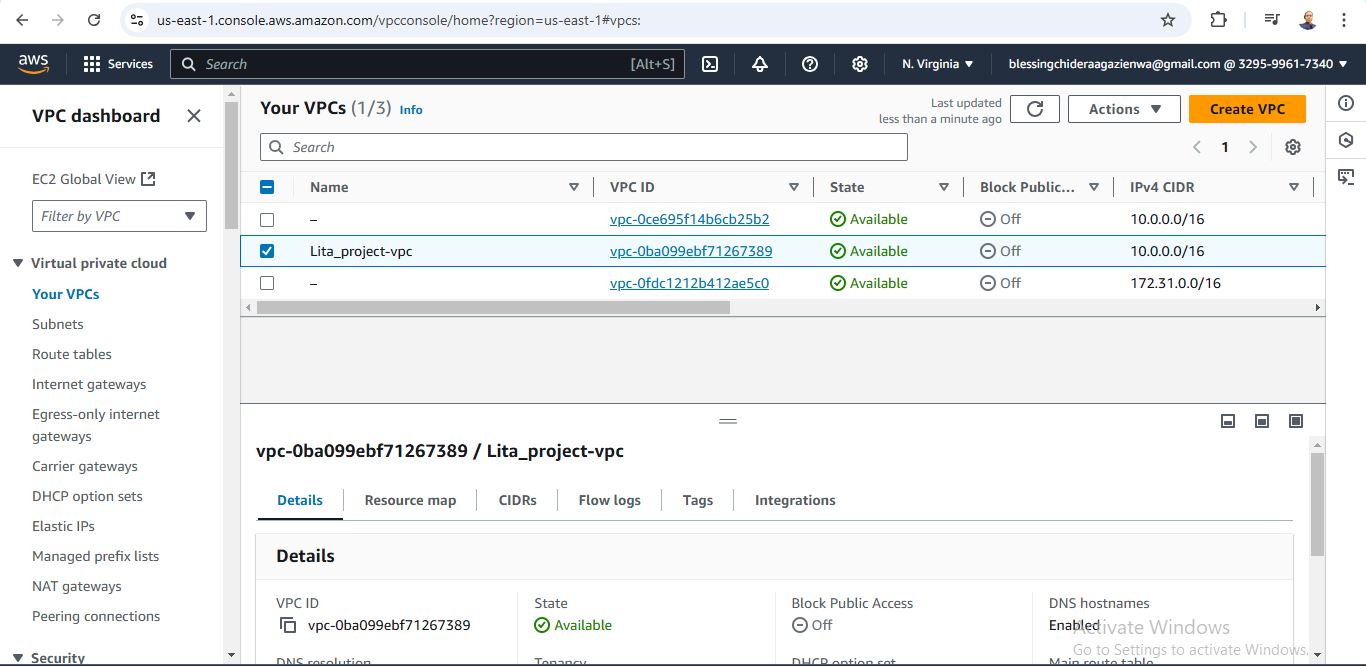 us-east-1.console.aws.amazon.com/vpcconsole/home?region=us-east-1#vpcs:
aws Services Search [Alt+S] N. Virginia blessingchideraagazienwa@gmail.com @ 3295-9961-7340
VPC dashboard
EC2 Global View
Filter by VPC
Virtual private cloud
Your VPCs
Subnets
Route tables
Internet gateways
Egress-only internet
gateways
Carrier gateways
DHCP option sets
Elastic IPs
Managed prefix lists
NAT gateways
Peering connections
Security
Your VPCs (1/3) Info
Last updated
less than a minute ago
Actions
Create VPC
Search
1
Name VPC ID State Block Public... IPv4 CIDR
– vpc-0ce695f14b6cb25b2 Available Off 10.0.0.0/16
Lita_project-vpc vpc-0ba099ebf71267389 Available Off 10.0.0.0/16
– vpc-0fdc1212b412ae5c0 Available Off 172.31.0.0/16
vpc-0ba099ebf71267389 / Lita_project-vpc
Details Resource map CIDRs Flow logs Tags Integrations
Details
VPC ID State Block Public Access DNS hostnames
vpc-0ba099ebf71267389 Available Off Enabled
Activate Windows
Go to Settings to activate Windows.
DNS resolution Tenancy DHCP option set Main route table